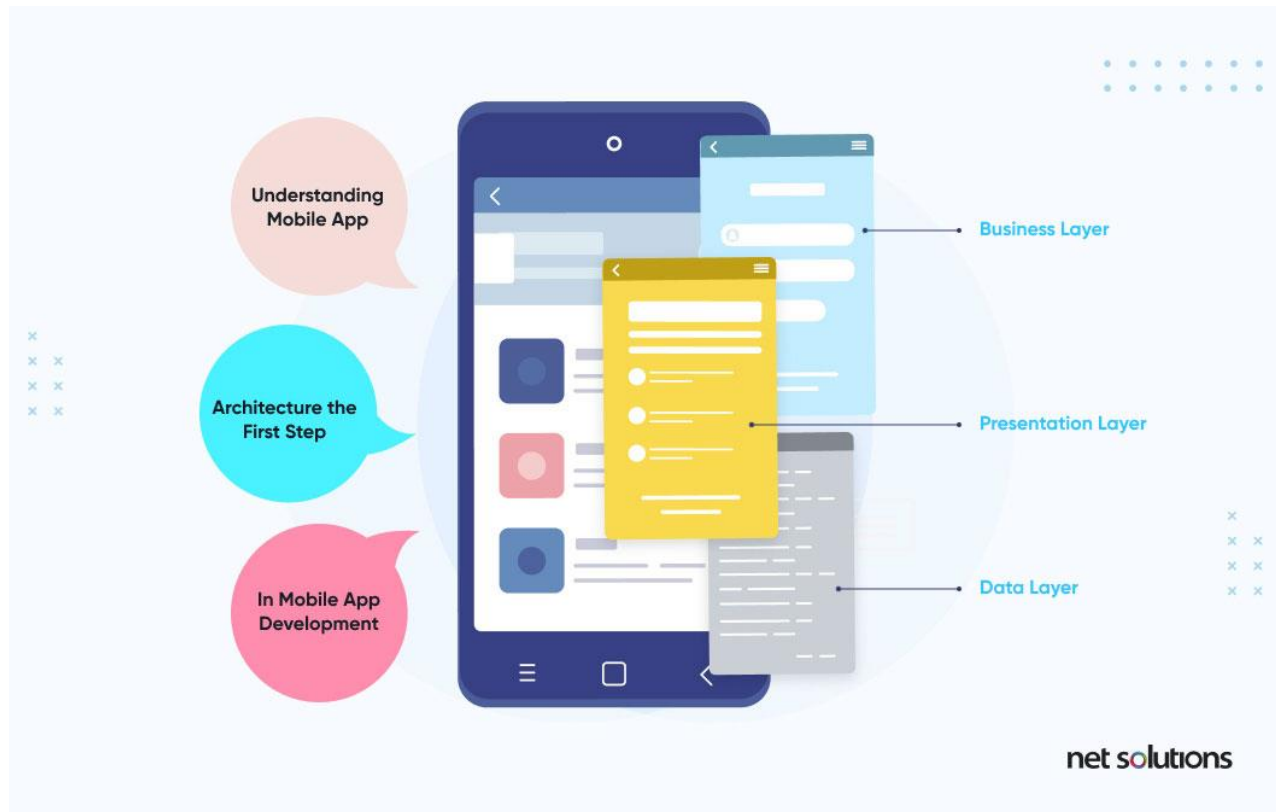 Understanding
Mobile App
Architecture the
First Step
In Mobile App
Development
Business Layer
Presentation Layer
Data Layer
net solutions